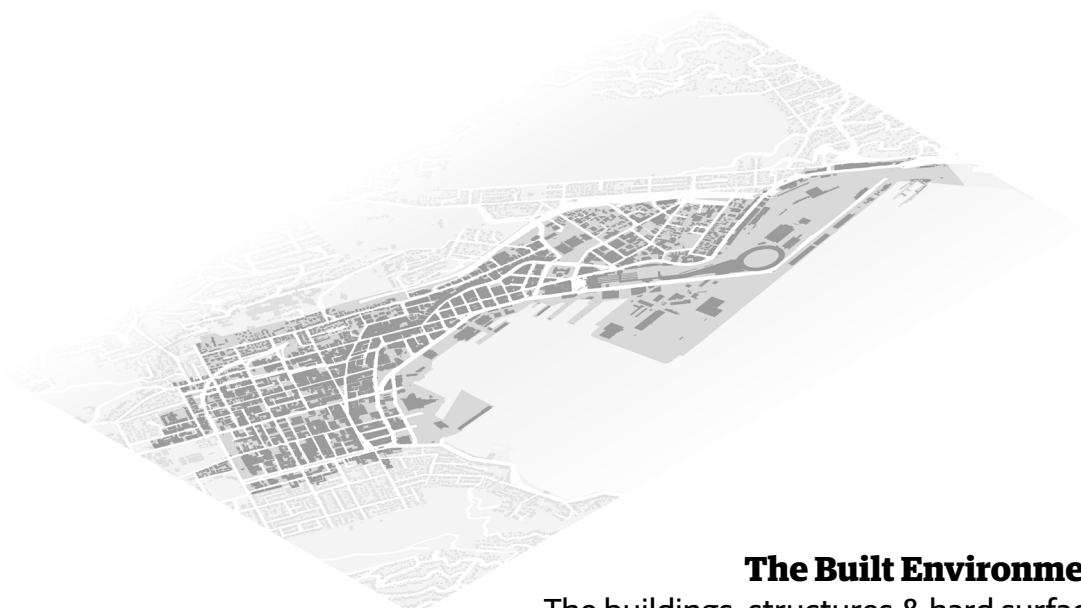 The Built Environme
The buildings, structures & hard surfac